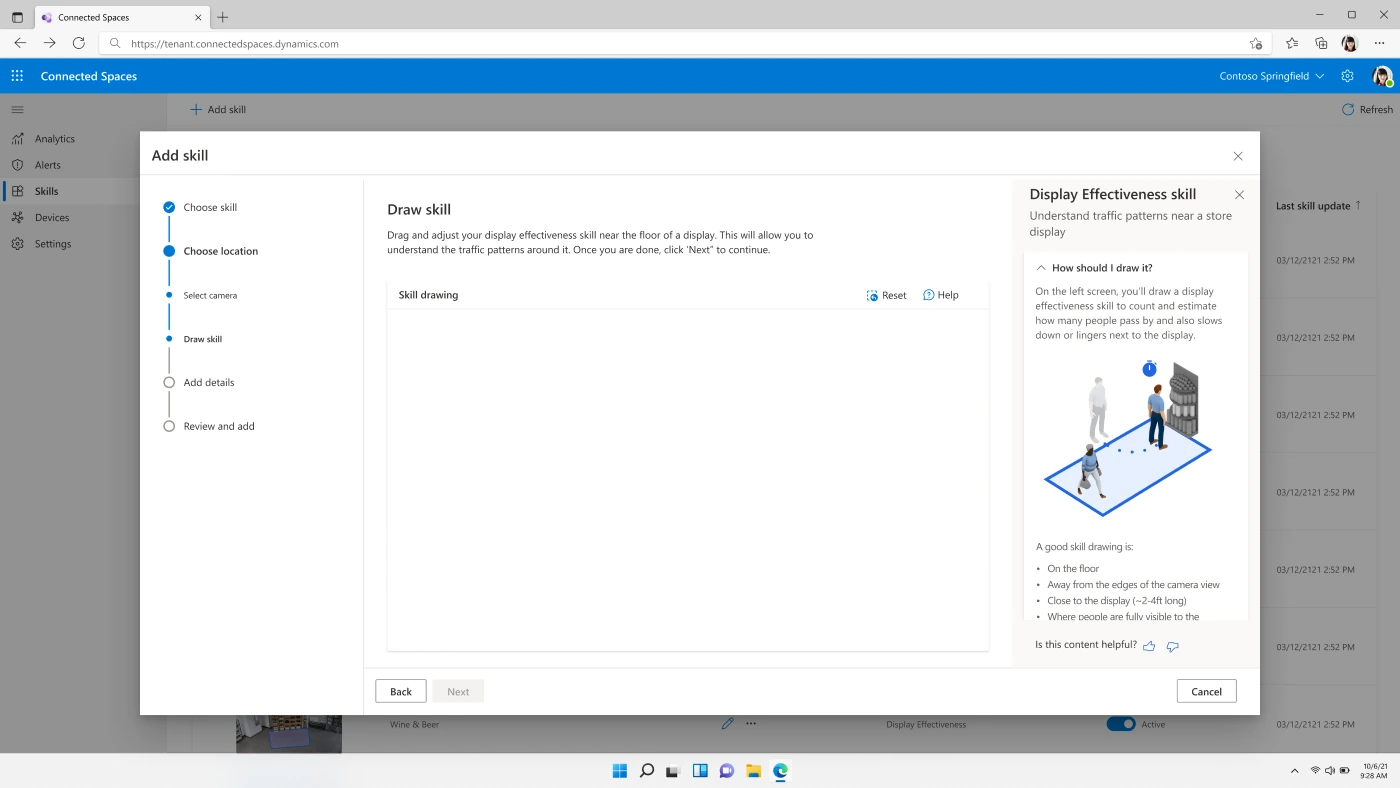 Connected Spaces
https://tenant.connectedspaces.dynamics.com
Connected Spaces
Contoso Springfield
Add skill
Refresh
Analytics
Alerts
Skills
Devices
Settings
Last skill update
03/12/2121 2:52 PM
03/12/2121 2:52 PM
03/12/2121 2:52 PM
03/12/2121 2:52 PM
03/12/2121 2:52 PM
03/12/2121 2:52 PM
Add skill
Choose skill
Choose location
Select camera
Draw skill
Add details
Review and add
Draw skill
Drag and adjust your display effectiveness skill near the floor of a display. This will allow you to
understand the traffic patterns around it. Once you are done, click 'Next" to continue.
Skill drawing
Reset
Help
Display Effectiveness skill
Understand traffic patterns near a store
display
How should I draw it?
On the left screen, you'll draw a display
effectiveness skill to count and estimate
how many people pass by and also slows
down or lingers next to the display.
A good skill drawing is:
• On the floor
• Away from the edges of the camera view
• Close to the display (~2-4ft long)
• Where people are fully visible to the
Is this content helpful?
Back
Next
Cancel
Wine & Beer
Display Effectiveness
Active
03/12/2121 2:52 PM
10/6/21
9:28 AM